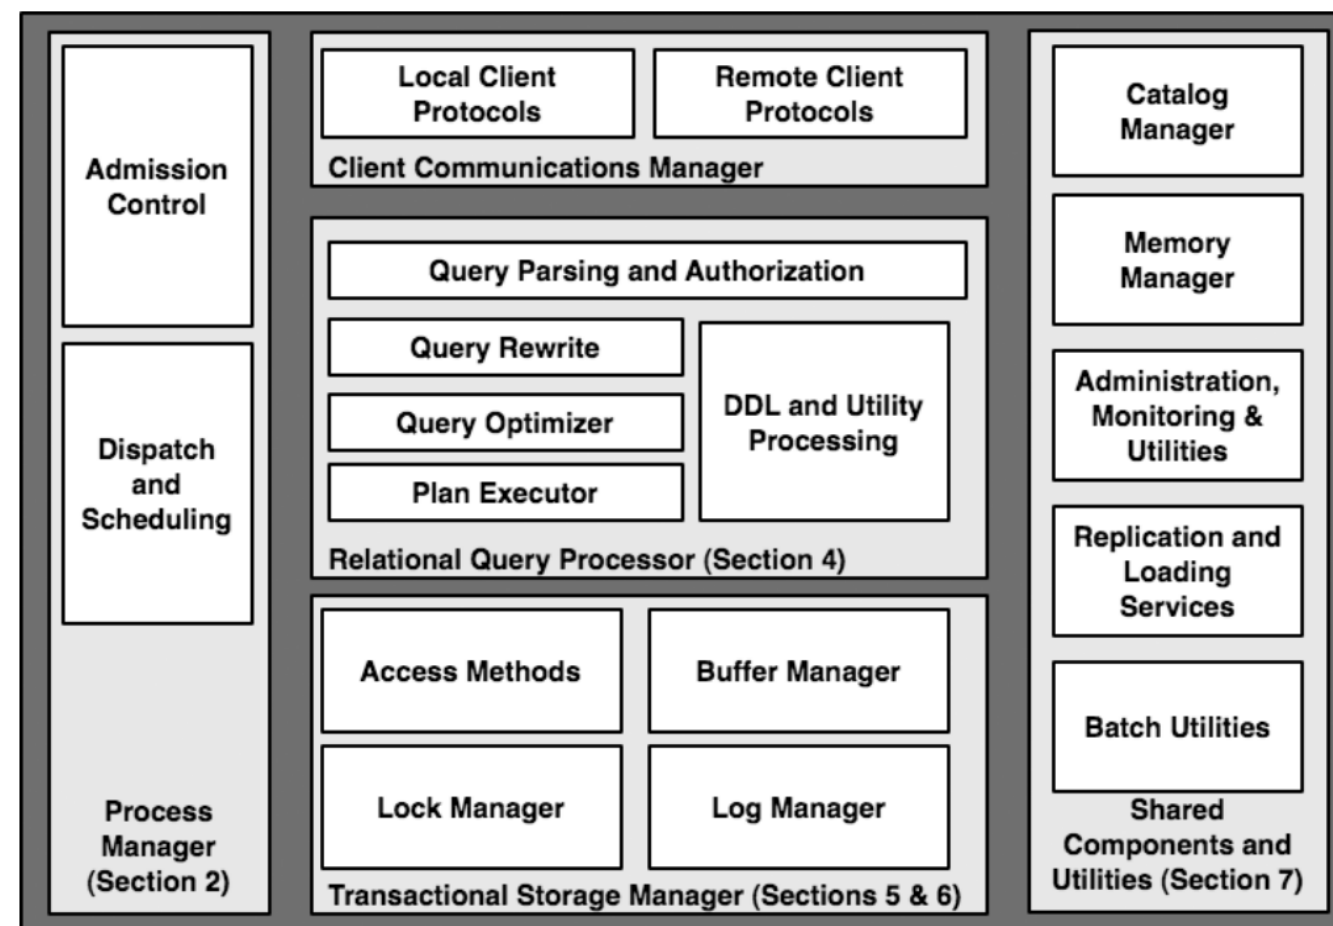 Admission
Control
Dispatch
and
Scheduling
Process
Manager
(Section 2)
Local Client
Protocols
Remote Client
Protocols
Client Communications Manager
Query Parsing and Authorization
Query Rewrite
Query Optimizer
Plan Executor
DDL and Utility
Processing
Relational Query Processor (Section 4)
Access Methods
Buffer Manager
Lock Manager
Log Manager
Transactional Storage Manager (Sections 5 & 6)
Catalog
Manager
Memory
Manager
Administration,
Monitoring &
Utilities
Replication and
Loading
Services
Batch Utilities
Shared
Components and
Utilities (Section 7)